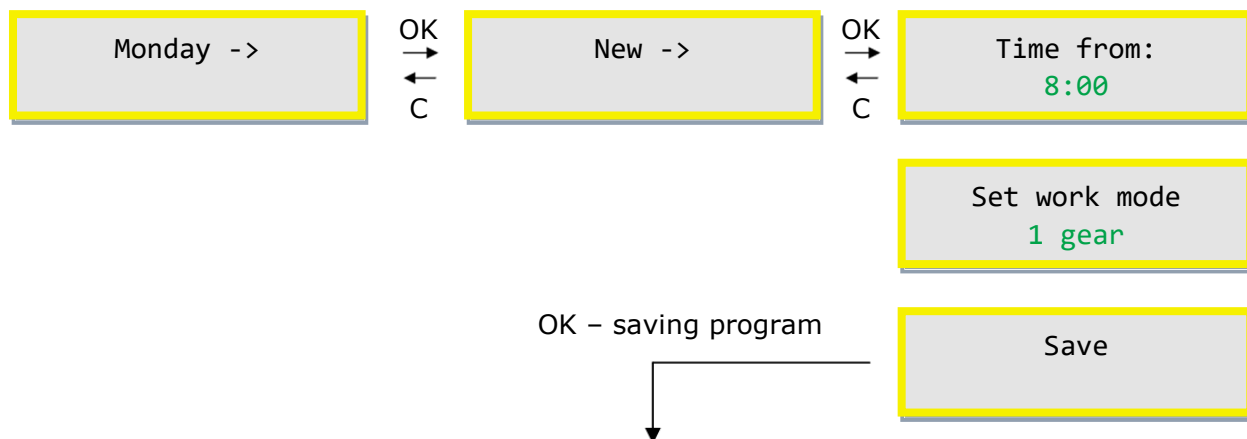 Monday ->
OK
C
New ->
OK
C
Time from:
8:00
Set work mode
1 gear
OK – saving program
Save